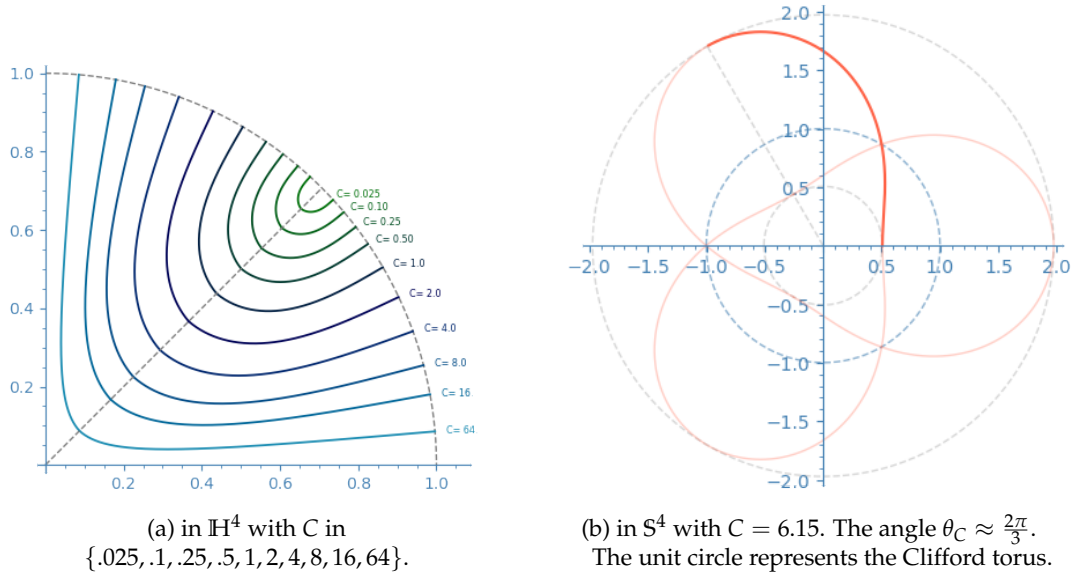 1.0
0.8
0.6
0.4
0.2
0.2
0.4
0.6
0.8
1.0
C= 0.025
C= 0.10
C= 0.25
C= 0.50
C= 1.0
C= 2.0
C= 4.0
C= 8.0
C= 16
C= 64
(a) in ℍ⁴ with C in
{.025, .1, .25, .5, 1, 2, 4, 8, 16, 64}.
2.0
1.5
1.0
0.5
−2.0 −1.5 −1.0 −0.5 0.5 1.0 1.5 2.0
−0.5
−1.0
−1.5
−2.0
(b) in S⁴ with C = 6.15. The angle θ_C ≈ 2π/3.
The unit circle represents the Clifford torus.